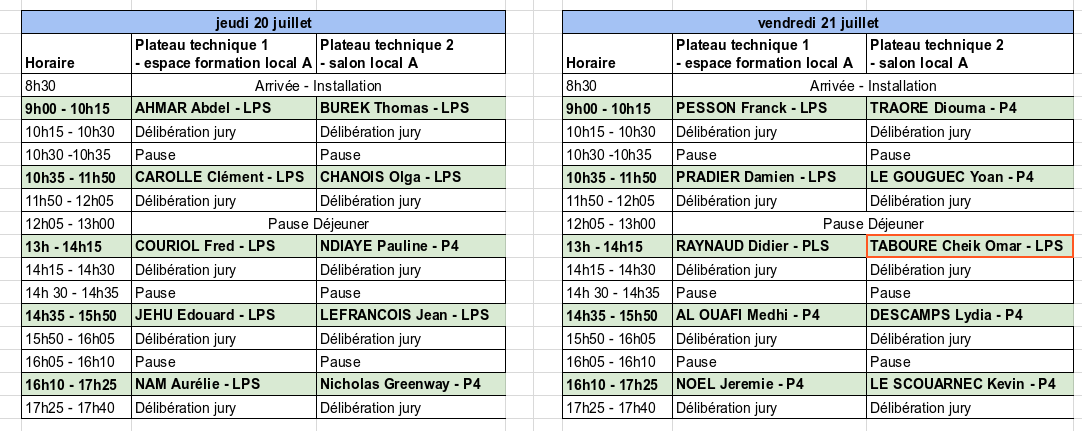 jeudi 20 juillet
Horaire Plateau technique 1 - espace formation local A Plateau technique 2 - salon local A
8h30 Arrivée - Installation
9h00 - 10h15 AHMAR Abdel - LPS BUREK Thomas - LPS
10h15 - 10h30 Délibération jury Délibération jury
10h30 -10h35 Pause Pause
10h35 - 11h50 CAROLLE Clément - LPS CHANOIS Olga - LPS
11h50 - 12h05 Délibération jury Délibération jury
12h05 - 13h00 Pause Déjeuner
13h - 14h15 COURIOL Fred - LPS NDIAYE Pauline - P4
14h15 - 14h30 Délibération jury Délibération jury
14h 30 - 14h35 Pause Pause
14h35 - 15h50 JEHU Edouard - LPS LEFRANCOIS Jean - LPS
15h50 - 16h05 Délibération jury Délibération jury
16h05 - 16h10 Pause Pause
16h10 - 17h25 NAM Aurélie - LPS Nicholas Greenway - P4
17h25 - 17h40 Délibération jury Délibération jury
vendredi 21 juillet
Horaire Plateau technique 1 - espace formation local A Plateau technique 2 - salon local A
8h30 Arrivée - Installation
9h00 - 10h15 PESSON Franck - LPS TRAORE Diouma - P4
10h15 - 10h30 Délibération jury Délibération jury
10h30 -10h35 Pause Pause
10h35 - 11h50 PRADIER Damien - LPS LE GOUGUEC Yoan - P4
11h50 - 12h05 Délibération jury Délibération jury
12h05 - 13h00 Pause Déjeuner
13h - 14h15 RAYNAUD Didier - PLS TABOURE Cheik Omar - LPS
14h15 - 14h30 Délibération jury Délibération jury
14h 30 - 14h35 Pause Pause
14h35 - 15h50 AL OUAFI Medhi - P4 DESCAMPS Lydia - P4
15h50 - 16h05 Délibération jury Délibération jury
16h05 - 16h10 Pause Pause
16h10 - 17h25 NOEL Jeremie - P4 LE SCOUARNEC Kevin - P4
17h25 - 17h40 Délibération jury Délibération jury